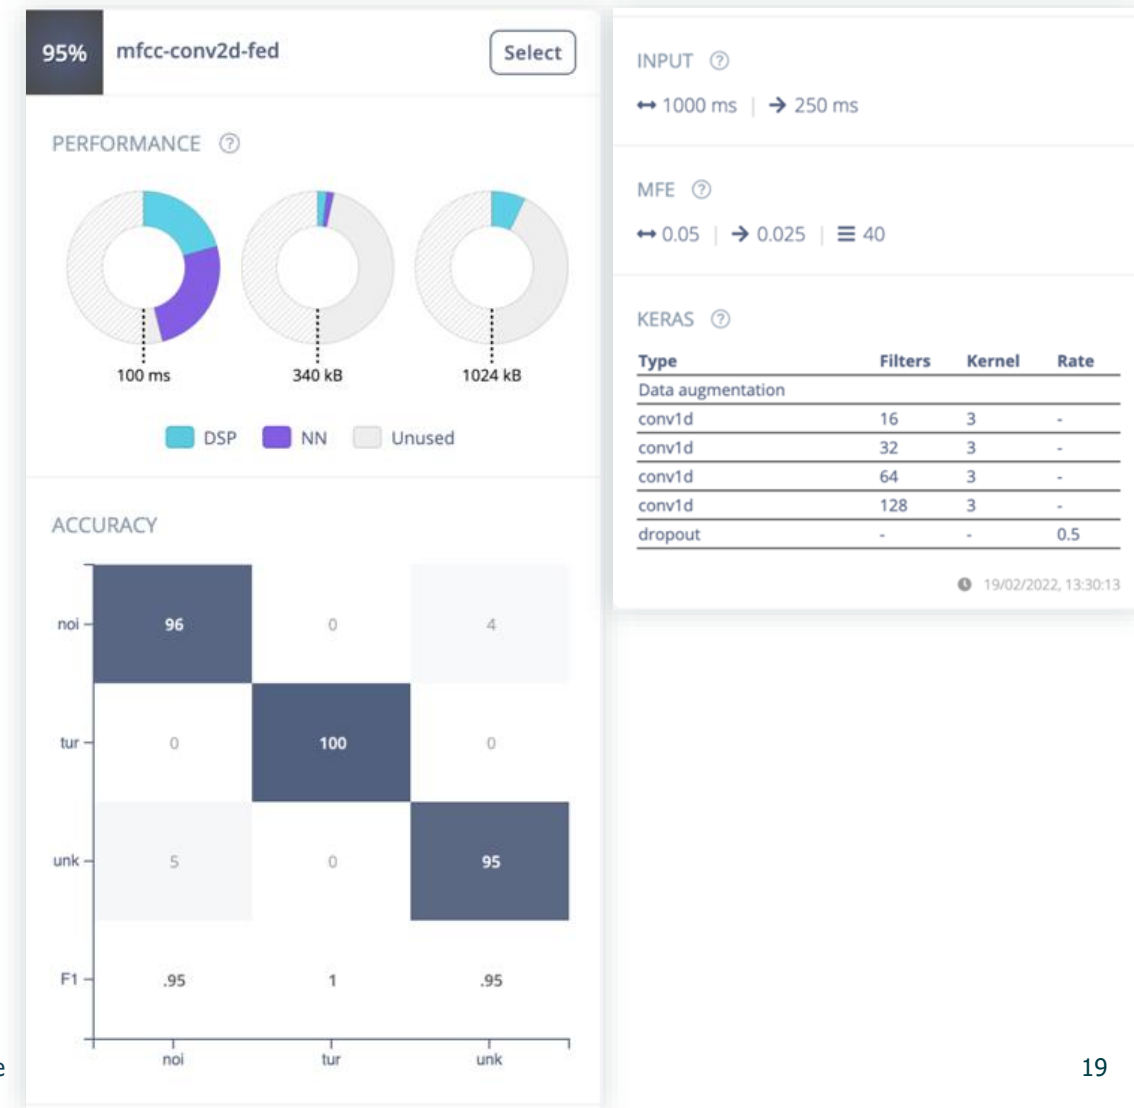 95% mfcc-conv2d-fed Select
PERFORMANCE ?
100 ms 340 kB 1024 kB
DSP NN Unused
ACCURACY
noi 96 0 4
tur 0 100 0
unk 5 0 95
F1 .95 1 .95
noi tur unk
e
INPUT ?
↔ 1000 ms | → 250 ms
MFE ?
↔ 0.05 | → 0.025 | ☰ 40
KERAS ?
Type Filters Kernel Rate
Data augmentation
conv1d 16 3 -
conv1d 32 3 -
conv1d 64 3 -
conv1d 128 3 -
dropout - - 0.5
19/02/2022, 13:30:13
19